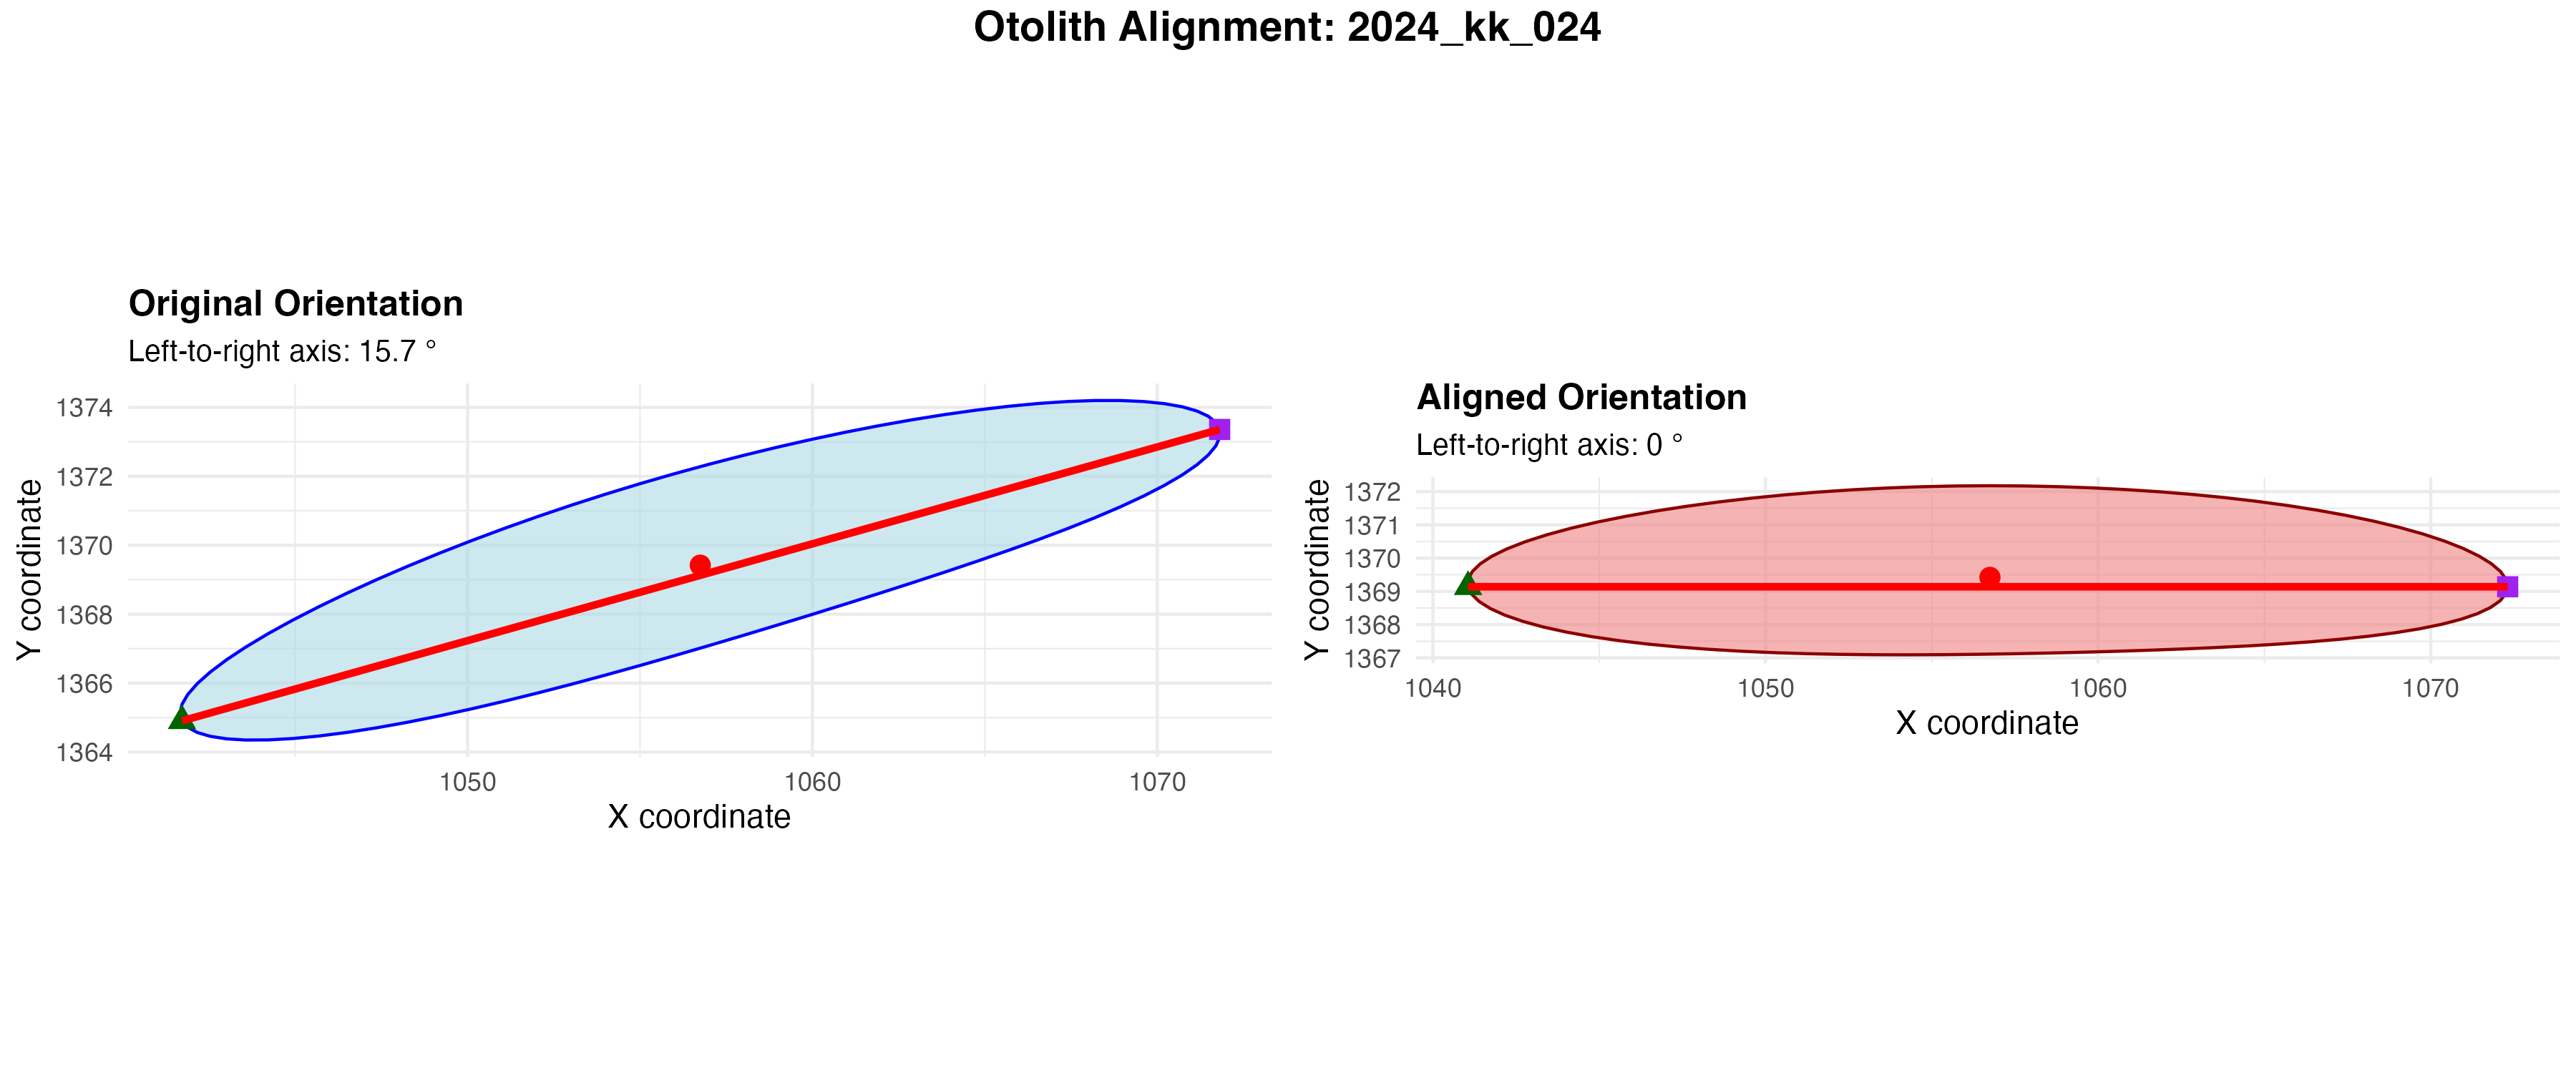 Otolith Alignment: 2024_kk_024
Original Orientation
Left-to-right axis: 15.7 °
1374
1372
1370
1368
1366
1364
Y coordinate
1050 1060 1070
X coordinate
Aligned Orientation
Left-to-right axis: 0 °
1372
1371
1370
1369
1368
1367
Y coordinate
1040 1050 1060 1070
X coordinate